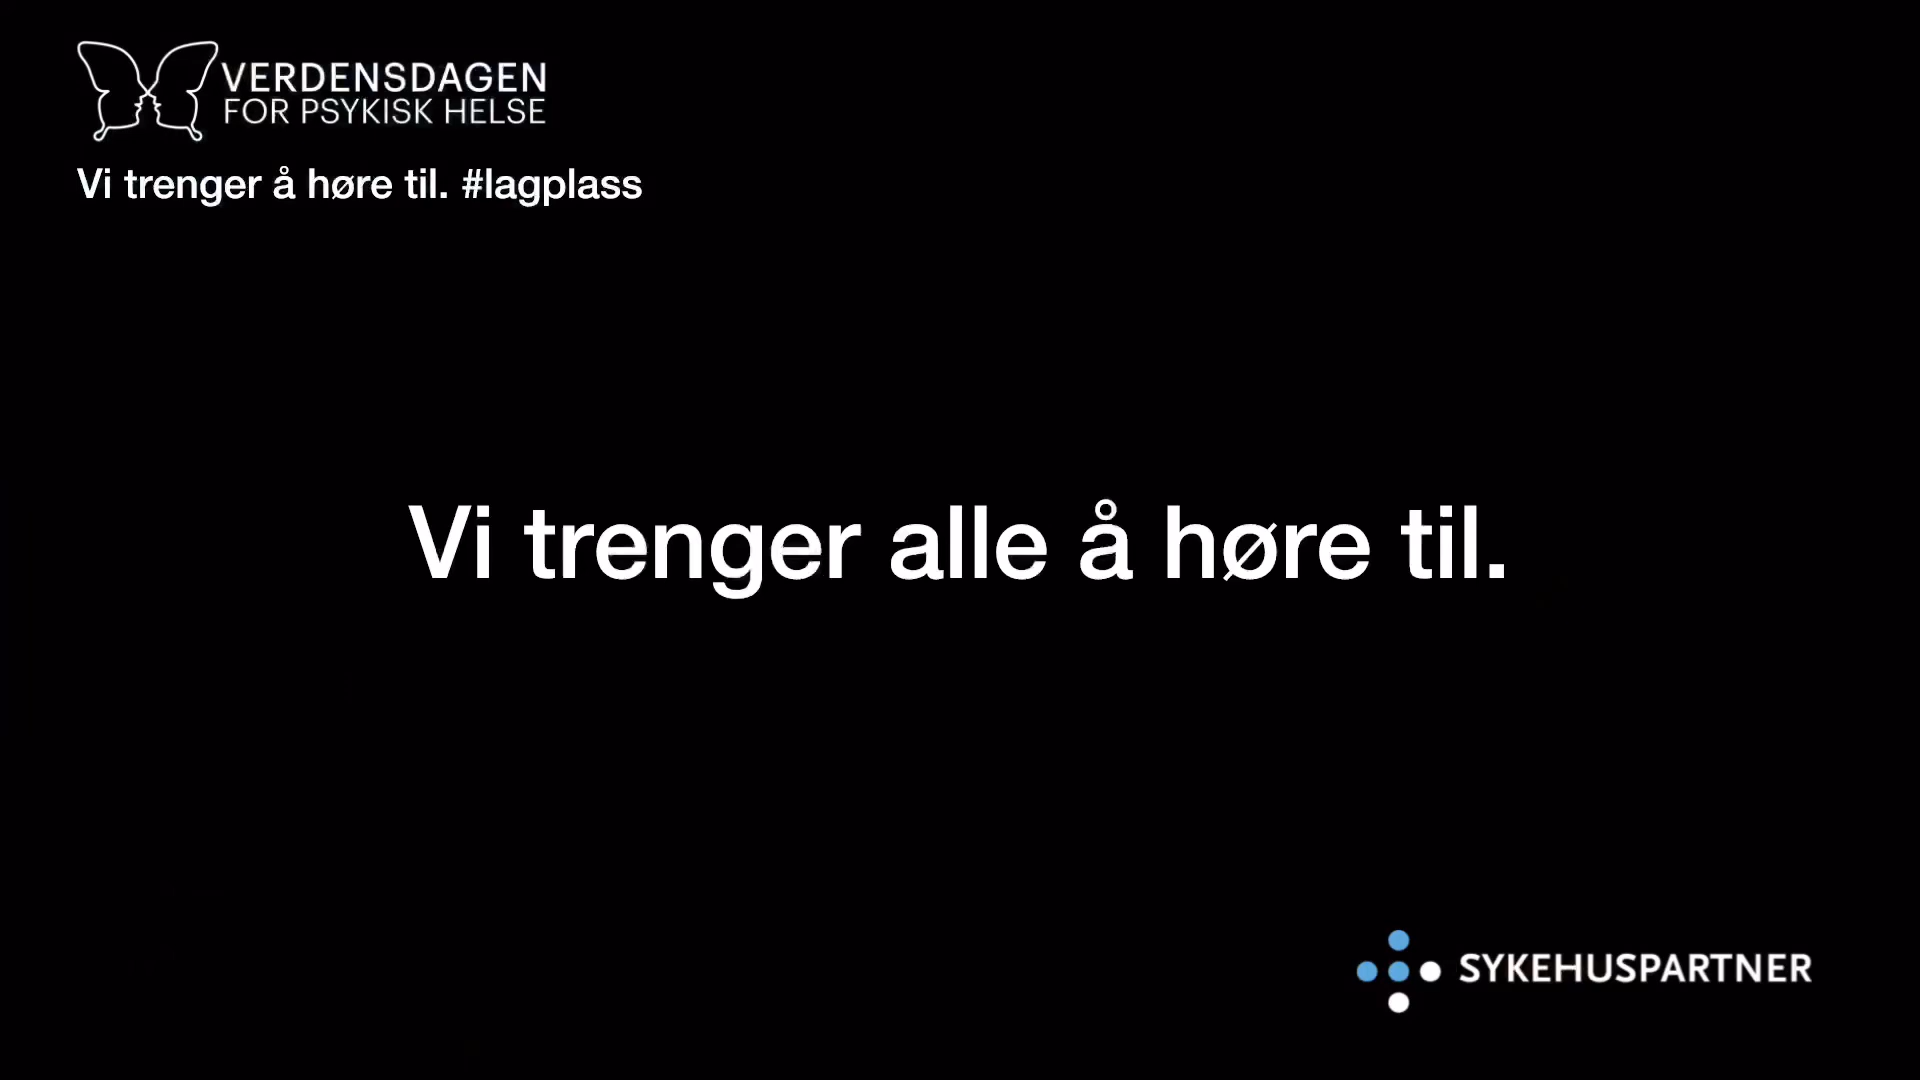 VERDENSDAGEN
FOR PSYKISK HELSE
Vi trenger å høre til. #lagplass
Vi trenger alle å høre til.
SYKEHUSPARTNER